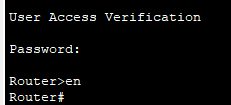 User Access Verification
Password:
Router>en
Router#